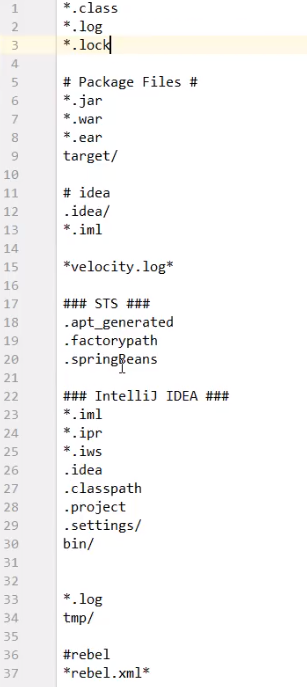 1 *.class
2 *.log
3 *.lock
4
5 # Package Files #
6 *.jar
7 *.war
8 *.ear
9 target/
10
11 # idea
12 .idea/
13 *.iml
14
15 *velocity.log*
16
17 ### STS ###
18 .apt_generated
19 .factorypath
20 .springBeans
21
22 ### IntelliJ IDEA ###
23 *.iml
24 *.ipr
25 *.iws
26 .idea
27 .classpath
28 .project
29 .settings/
30 bin/
31
32
33 *.log
34 tmp/
35
36 #rebel
37 *rebel.xml*